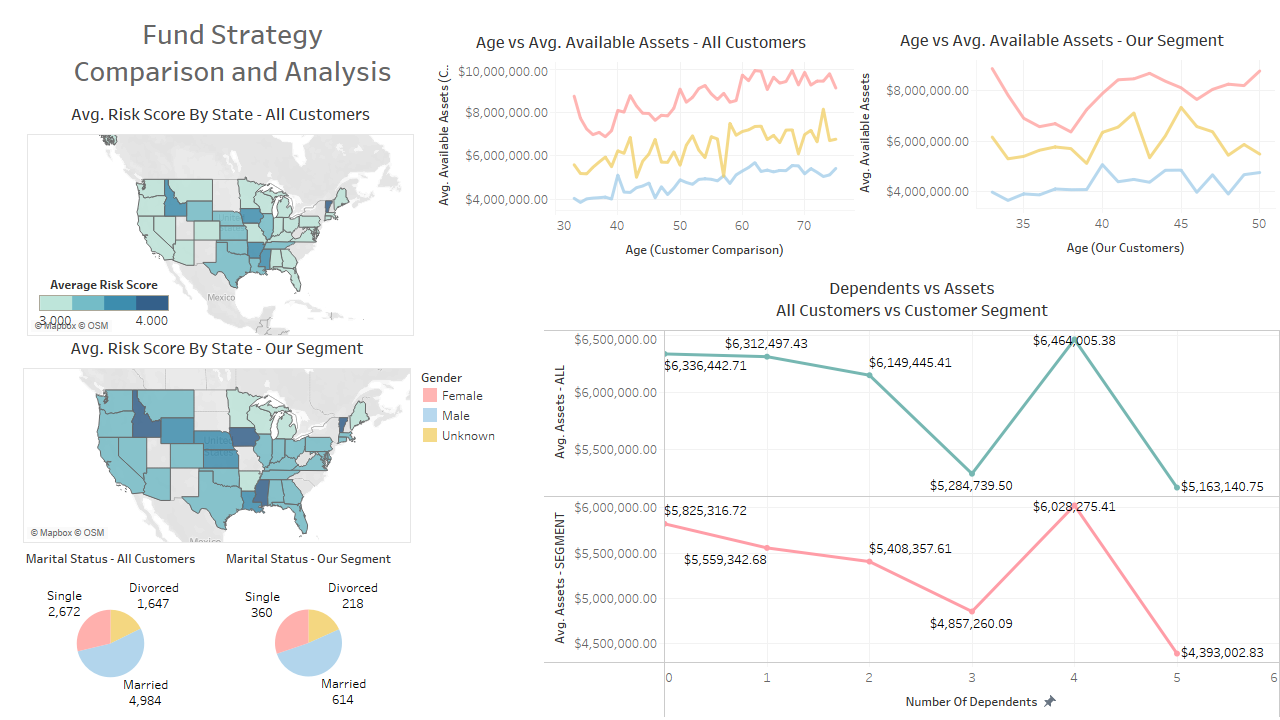 Fund Strategy
Comparison and Analysis
Avg. Risk Score By State - All Customers
Mexico
Average Risk Score
3.000 4.000
© Mapbox © OSM
Avg. Risk Score By State - Our Segment
United
Mexico
© Mapbox © OSM
Gender
Female
Male
Unknown
Marital Status - All Customers
Single
2,672
Divorced
1,647
Married
4,984
Marital Status - Our Segment
Single
360
Divorced
218
Married
614
Age vs Avg. Available Assets - All Customers
Avg. Available Assets (C..
$10,000,000.00
$8,000,000.00
$6,000,000.00
$4,000,000.00
30 40 50 60 70
Age (Customer Comparison)
Age vs Avg. Available Assets - Our Segment
Avg. Available Assets
$8,000,000.00
$6,000,000.00
$4,000,000.00
35 40 45 50
Age (Our Customers)
Dependents vs Assets
All Customers vs Customer Segment
Avg. Assets - ALL
$6,500,000.00
$6,000,000.00
$5,500,000.00
$6,336,442.71
$6,312,497.43
$6,149,445.41
$5,284,739.50
$6,464,005.38
$5,163,140.75
Avg. Assets - SEGMENT
$6,000,000.00
$5,500,000.00
$5,000,000.00
$4,500,000.00
$5,825,316.72
$5,559,342.68
$5,408,357.61
$4,857,260.09
$6,028,275.41
$4,393,002.83
0 1 2 3 4 5 6
Number Of Dependents